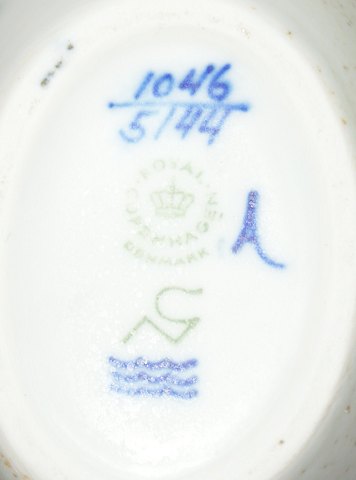 1046
5144
ROYAL
COPENHAGEN
DENMARK